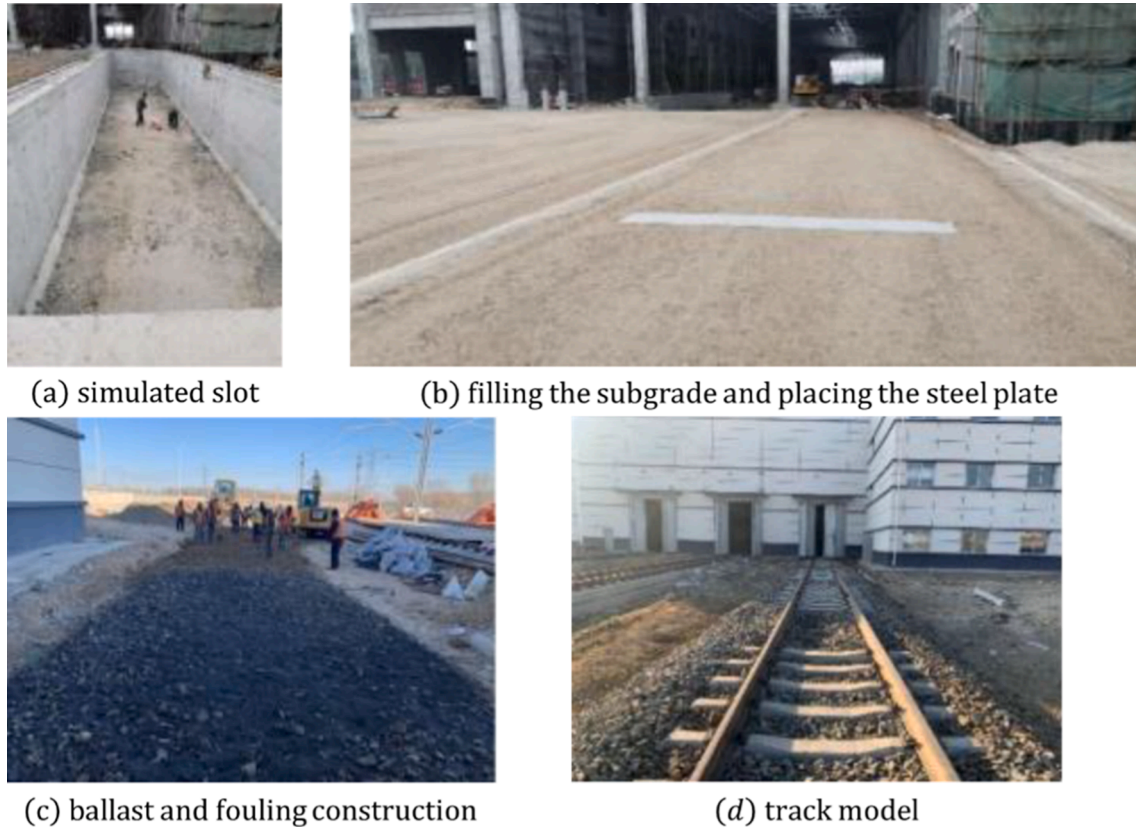 (a) simulated slot
(b) filling the subgrade and placing the steel plate
(c) ballast and fouling construction
(d) track model